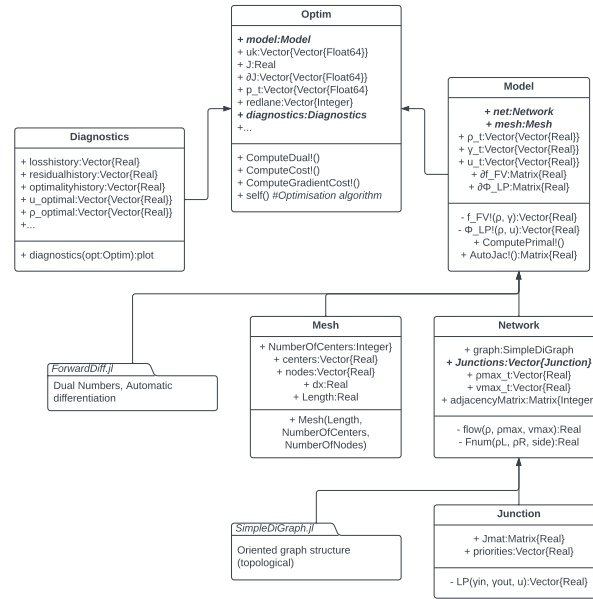 Optim
+ model:Model
+ uk:Vector{Vector{Float64}}
+ J:Real
+ ∂J:Vector{Vector{Float64}}
+ p_t:Vector{Vector{Float64}
+ redlane:Vector{Integer}
+ diagnostics:Diagnostics
+...
+ ComputeDual!()
+ ComputeCost!()
+ ComputeGradientCost!()
+ self() #Optimisation algorithm
Model
+ net:Network
+ mesh:Mesh
+ ρ_t:Vector{Vector{Real}}
+ γ_t:Vector{Vector{Real}}
+ u_t:Vector{Vector{Real}}
+ ∂f_FV:Matrix{Real}
+ ∂Φ_LP:Matrix{Real}
- f_FV!(ρ, γ):Vector{Real}
- Φ_LP!(ρ, u):Vector{Real}
+ ComputePrimal!()
+ AutoJac!():Matrix{Real}
Diagnostics
+ losshistory:Vector{Real}
+ residualhistory:Vector{Real}
+ optimalityhistory:Vector{Real}
+ u_optimal:Vector{Vector{Real}}
+ ρ_optimal:Vector{Vector{Real}}
+...
+ diagnostics(opt:Optim):plot
Mesh
+ NumberOfCenters:Integer}
+ centers:Vector{Real}
+ nodes:Vector{Real}
+ dx:Real
+ Length:Real
+ Mesh(Length,
NumberOfCenters,
NumberOfNodes)
Network
+ graph:SimpleDiGraph
+ Junctions:Vector{Junction}
+ ρmax_t:Vector{Real}
+ vmax_t:Vector{Real}
+ adjacencyMatrix:Matrix{Integer
- flow(ρ, ρmax, vmax):Real
- Fnum(ρL, ρR, side):Real
ForwardDiff.jl
Dual Numbers, Automatic
differentiation
SimpleDiGraph.jl
Oriented graph structure
(topological)
Junction
+ Jmat:Matrix{Real}
+ priorities:Vector{Real}
- LP(γin, γout, u):Vector{Real}